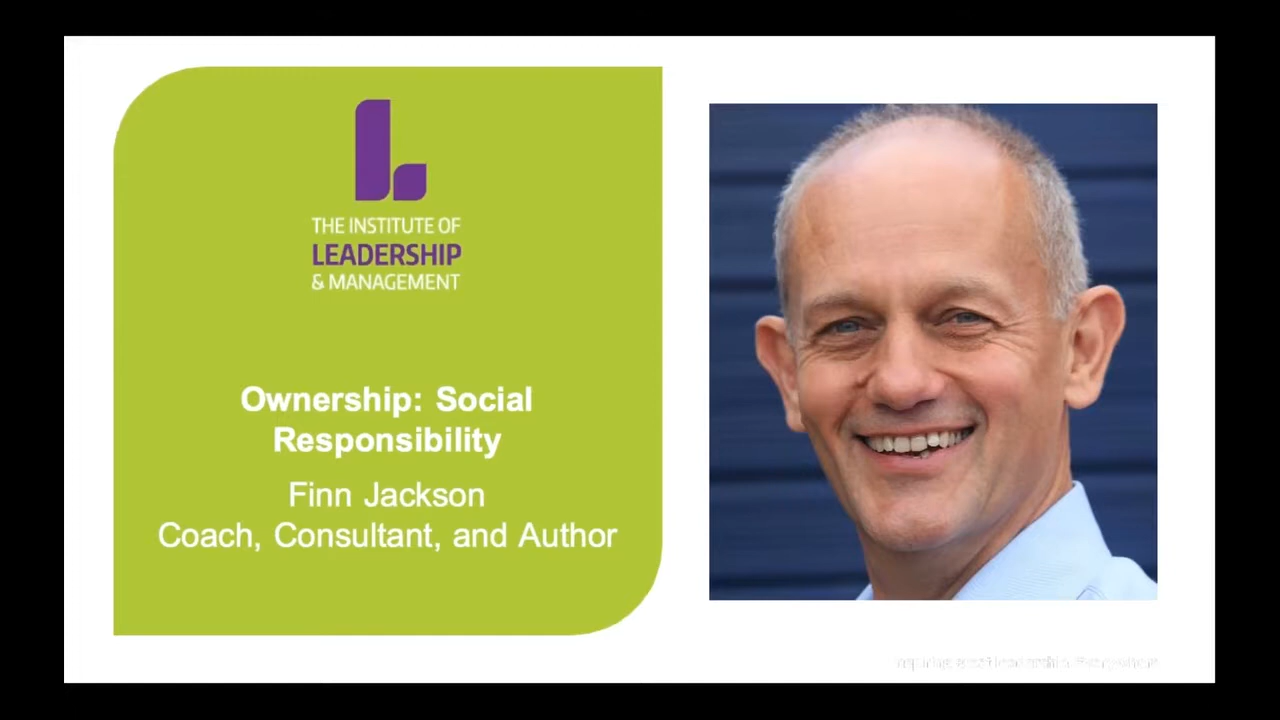 THE INSTITUTE OF
LEADERSHIP
& MANAGEMENT
Ownership: Social
Responsibility
Finn Jackson
Coach, Consultant, and Author